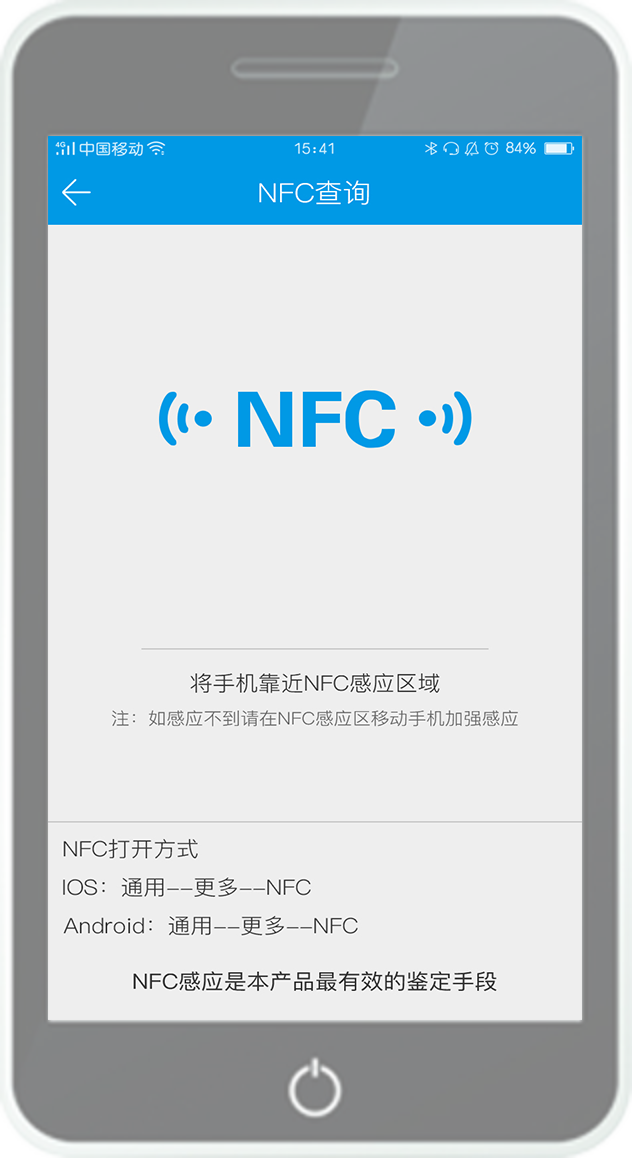 4G 中国移动 15:41 84%
NFC查询
NFC
将手机靠近NFC感应区域
注：如感应不到请在NFC感应区移动手机加强感应
NFC打开方式
IOS：通用--更多--NFC
Android：通用--更多--NFC
NFC感应是本产品最有效的鉴定手段